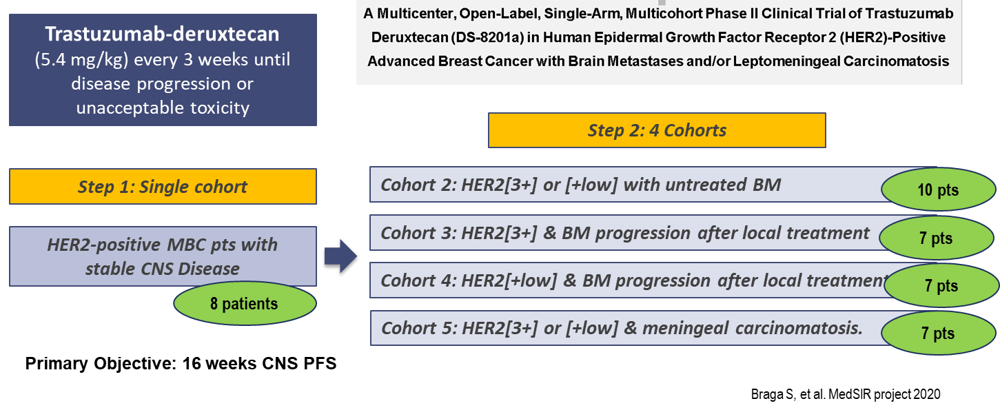 Trastuzumab-deruxtecan
(5.4 mg/kg) every 3 weeks until
disease progression or
unacceptable toxicity
A Multicenter, Open-Label, Single-Arm, Multicohort Phase II Clinical Trial of Trastuzumab
Deruxtecan (DS-8201a) in Human Epidermal Growth Factor Receptor 2 (HER2)-Positive
Advanced Breast Cancer with Brain Metastases and/or Leptomeningeal Carcinomatosis
Step 1: Single cohort
HER2-positive MBC pts with
stable CNS Disease
8 patients
Step 2: 4 Cohorts
Cohort 2: HER2[3+] or [+low] with untreated BM
10 pts
Cohort 3: HER2[3+] & BM progression after local treatment
7 pts
Cohort 4: HER2[+low] & BM progression after local treatment
7 pts
Cohort 5: HER2[3+] or [+low] & meningeal carcinomatosis.
7 pts
Primary Objective: 16 weeks CNS PFS
Braga S, et al. MedSIR project 2020